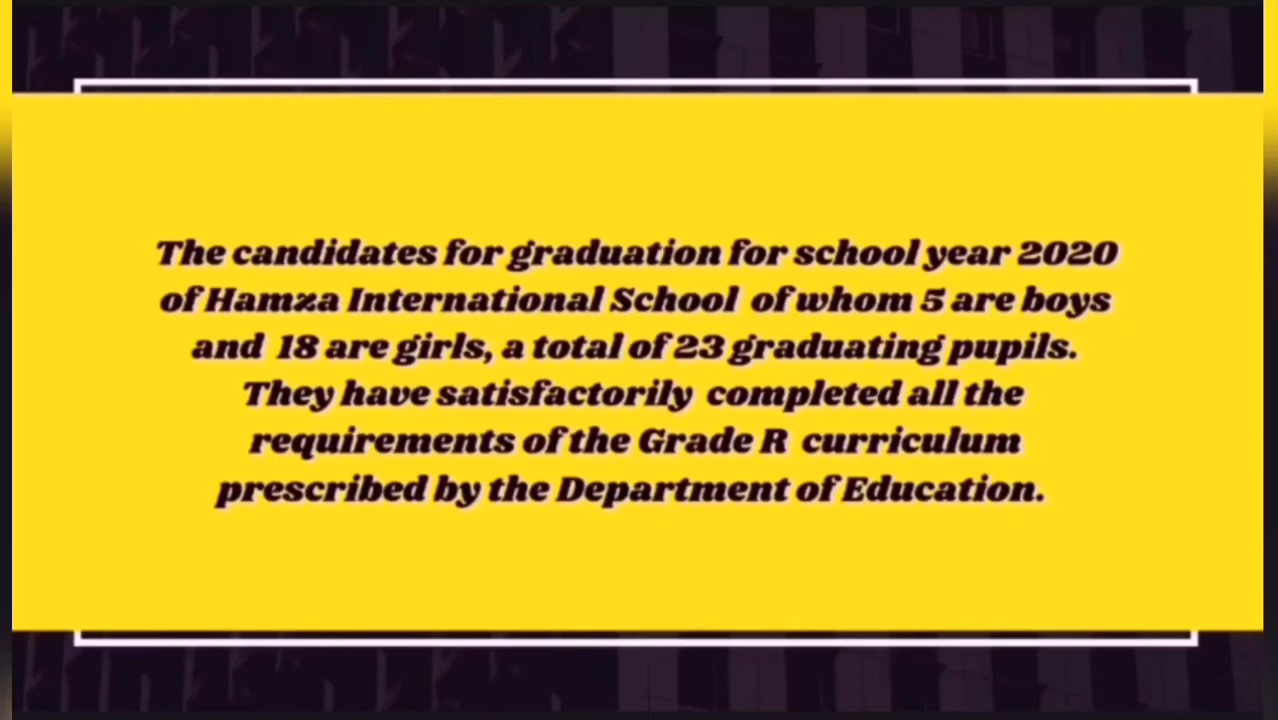 The candidates for graduation for school year 2020
of Hamza International School of whom 5 are boys
and 18 are girls, a total of 23 graduating pupils.
They have satisfactorily completed all the
requirements of the Grade R curriculum
prescribed by the Department of Education.